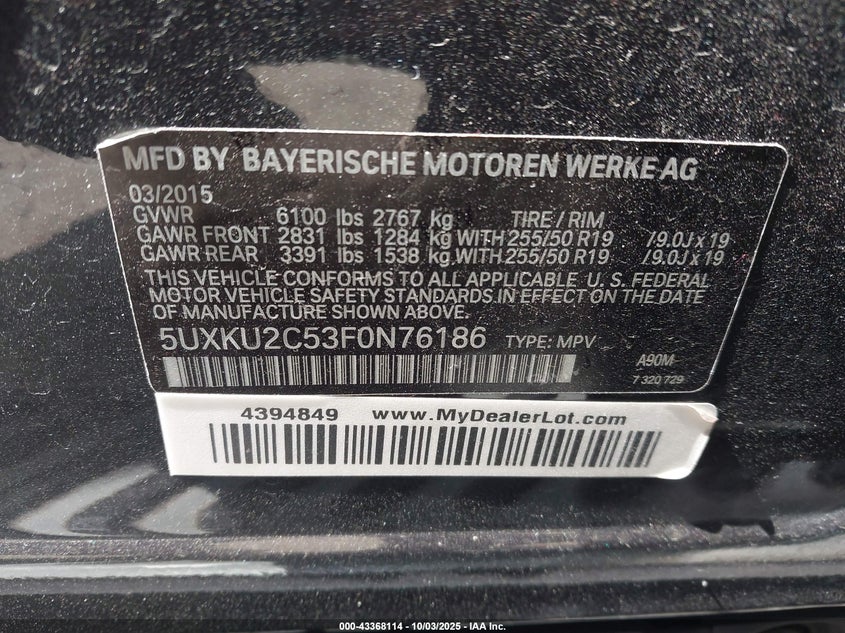 MFD BY BAYERISCHE MOTOREN WERKE AG
03/2015
GVWR 6100 lbs 2767 kg TIRE / RIM
GAWR FRONT 2831 lbs 1284 kg WITH 255/50 R19 /9.0J x 19
GAWR REAR 3391 lbs 1538 kg WITH 255/50 R19 /9.0J x 19
THIS VEHICLE CONFORMS TO ALL APPLICABLE U. S. FEDERAL
MOTOR VEHICLE SAFETY STANDARDS IN EFFECT ON THE DATE
OF MANUFACTURE SHOWN ABOVE.
5UXKU2C53F0N76186 TYPE: MPV
A90M
7 320 729
4394849 www.MyDealerLot.com
000-43368114 - 10/03/2025 - IAA Inc.